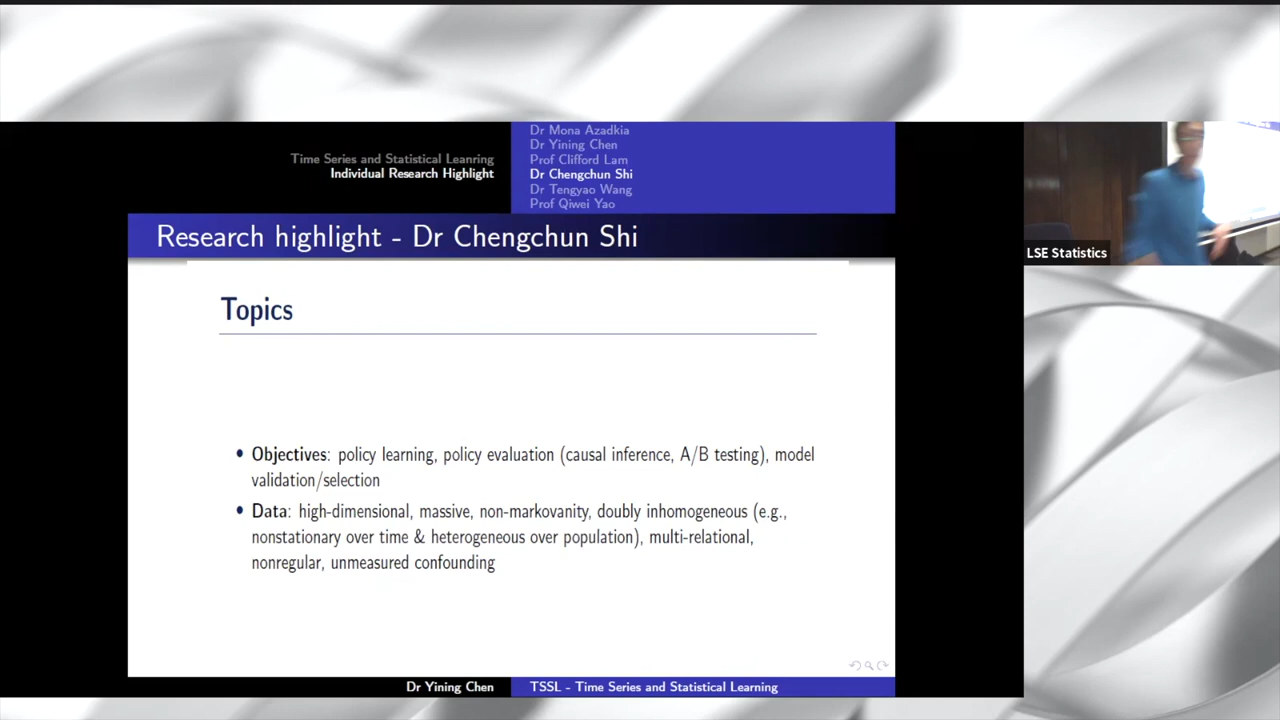 Time Series and Statistical Leanring
Individual Research Highlight
Dr Mona Azadkia
Dr Yining Chen
Prof Clifford Lam
Dr Chengchun Shi
Dr Tengyao Wang
Prof Qiwei Yao
Research highlight - Dr Chengchun Shi
LSE Statistics
Topics
• Objectives: policy learning, policy evaluation (causal inference, A/B testing), model
validation/selection
• Data: high-dimensional, massive, non-markovanity, doubly inhomogeneous (e.g.,
nonstationary over time & heterogeneous over population), multi-relational,
nonregular, unmeasured confounding
Dr Yining Chen
TSSL - Time Series and Statistical Learning